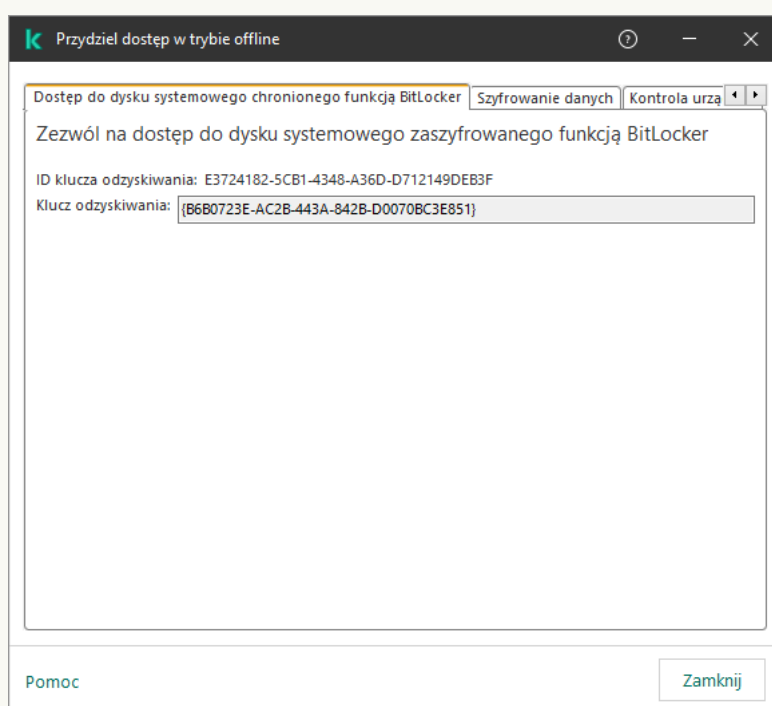 Przydziel dostęp w trybie offline
Dostęp do dysku systemowego chronionego funkcją BitLocker Szyfrowanie danych Kontrola urzą
Zezwól na dostęp do dysku systemowego zaszyfrowanego funkcją BitLocker
ID klucza odzyskiwania: E3724182-5CB1-4348-A36D-D712149DEB3F
Klucz odzyskiwania: {B6B0723E-AC2B-443A-842B-D0070BC3E851}
Pomoc Zamknij